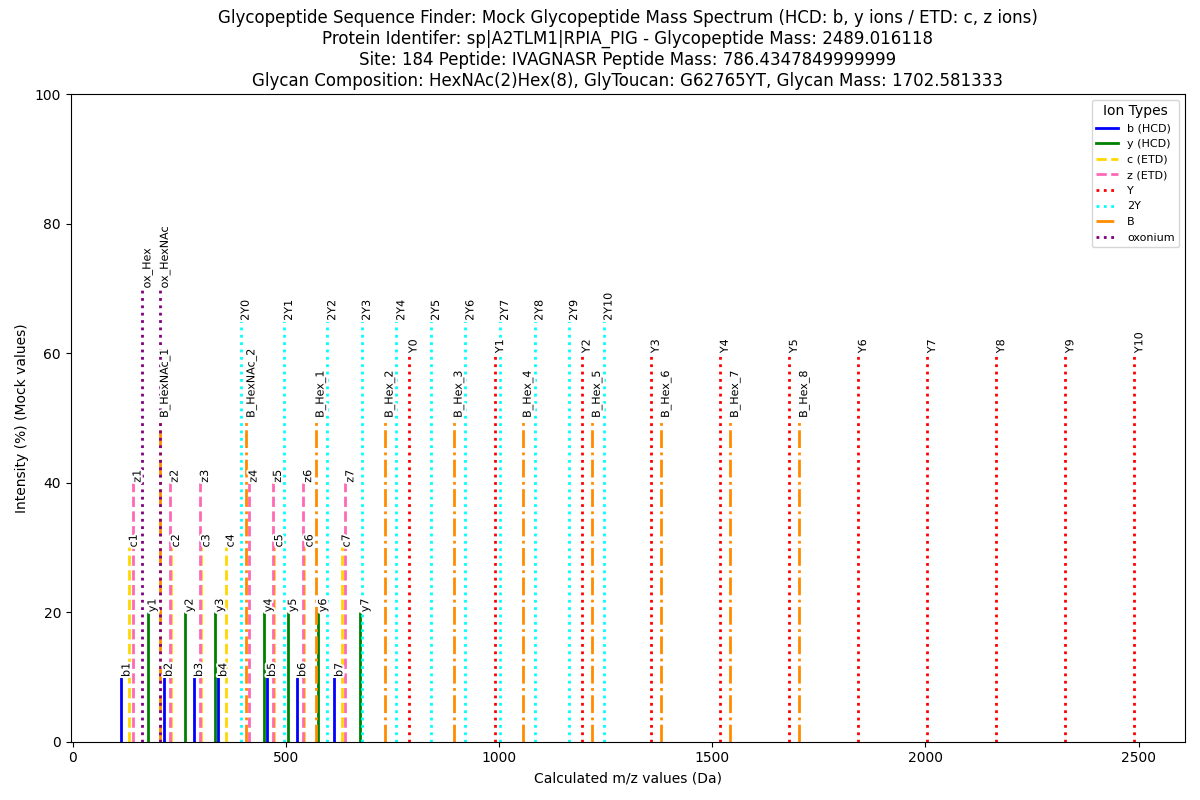 Glycopeptide Sequence Finder: Mock Glycopeptide Mass Spectrum (HCD: b, y ions / ETD: c, z ions)
Protein Identifer: sp|A2TLM1|RPIA_PIG - Glycopeptide Mass: 2489.016118
Site: 184 Peptide: IVAGNASR Peptide Mass: 786.4347849999999
Glycan Composition: HexNAc(2)Hex(8), GlyToucan: G62765YT, Glycan Mass: 1702.581333
Intensity (%) (Mock values)
100
80
60
40
20
0
Ion Types
b (HCD)
y (HCD)
c (ETD)
z (ETD)
Y
2Y
B
oxonium
ox_Hex
ox_HexNAc
2Y0
2Y1
2Y2
2Y3
2Y4
2Y5
2Y6
2Y7
2Y8
2Y9
2Y10
Y0
Y1
Y2
Y3
Y4
Y5
Y6
Y7
Y8
Y9
Y10
B_HexNAc_1
B_HexNAc_2
B_Hex_1
B_Hex_2
B_Hex_3
B_Hex_4
B_Hex_5
B_Hex_6
B_Hex_7
B_Hex_8
z1
z2
z3
z4
z5
z6
z7
c1
c2
c3
c4
c5
c6
c7
y1
y2
y3
y4
y5
y6
y7
b1
b2
b3
b4
b5
b6
b7
0
500
1000
1500
2000
2500
Calculated m/z values (Da)